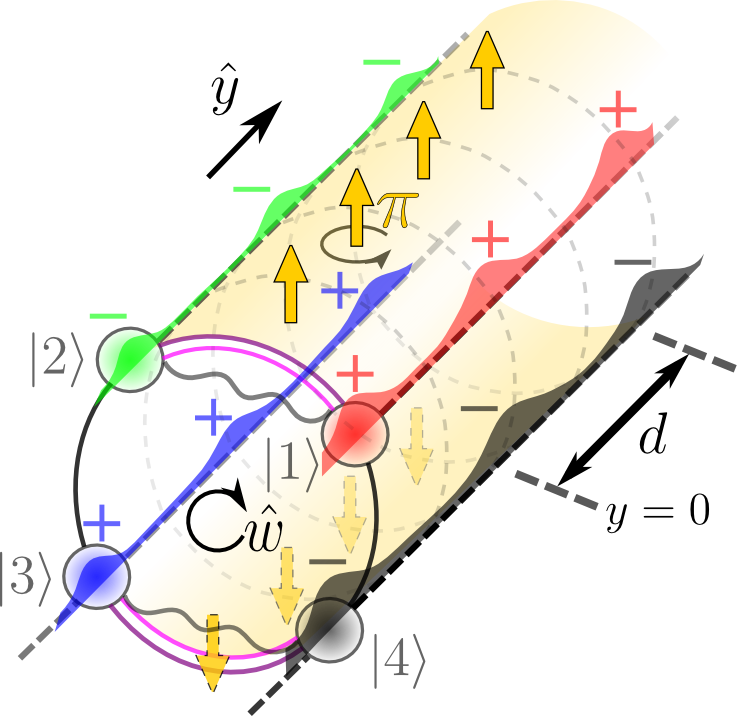 − − −
ŷ
+ + +
π
+ + +
− − −
|2⟩
|1⟩
d
y = 0
ŵ
|3⟩
|4⟩